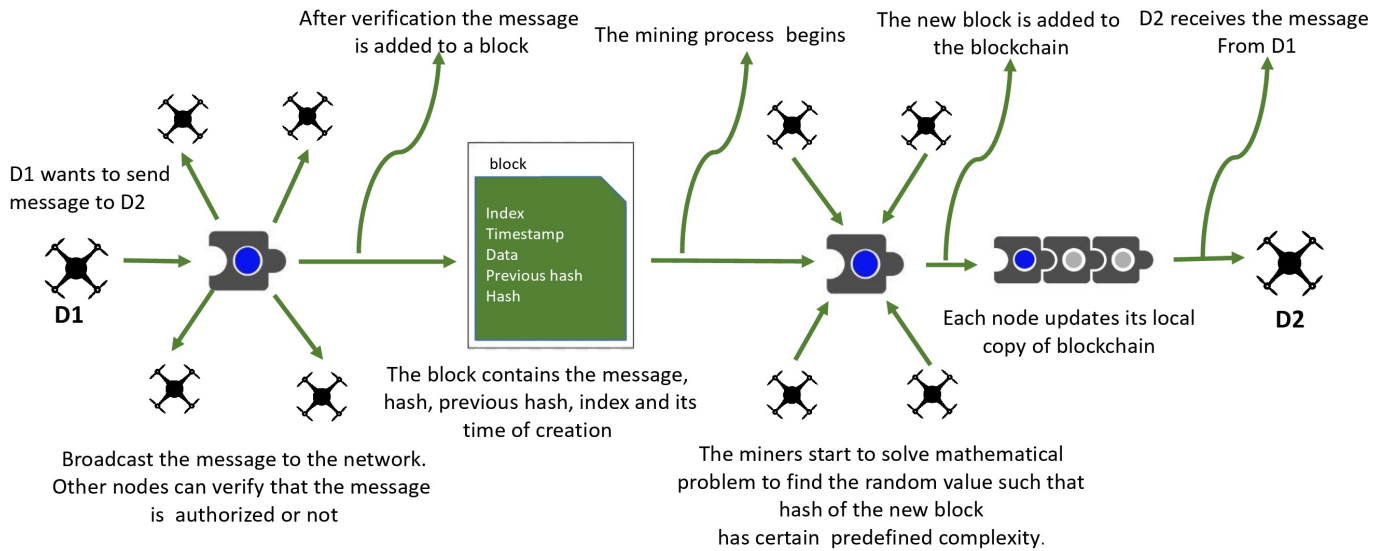 After verification the message
is added to a block
The mining process begins
The new block is added to
the blockchain
D2 receives the message
From D1
D1 wants to send
message to D2
D1
block
Index
Timestamp
Data
Previous hash
Hash
Each node updates its local
copy of blockchain
D2
The block contains the message,
hash, previous hash, index and its
time of creation
Broadcast the message to the network.
Other nodes can verify that the message
is authorized or not
The miners start to solve mathematical
problem to find the random value such that
hash of the new block
has certain predefined complexity.